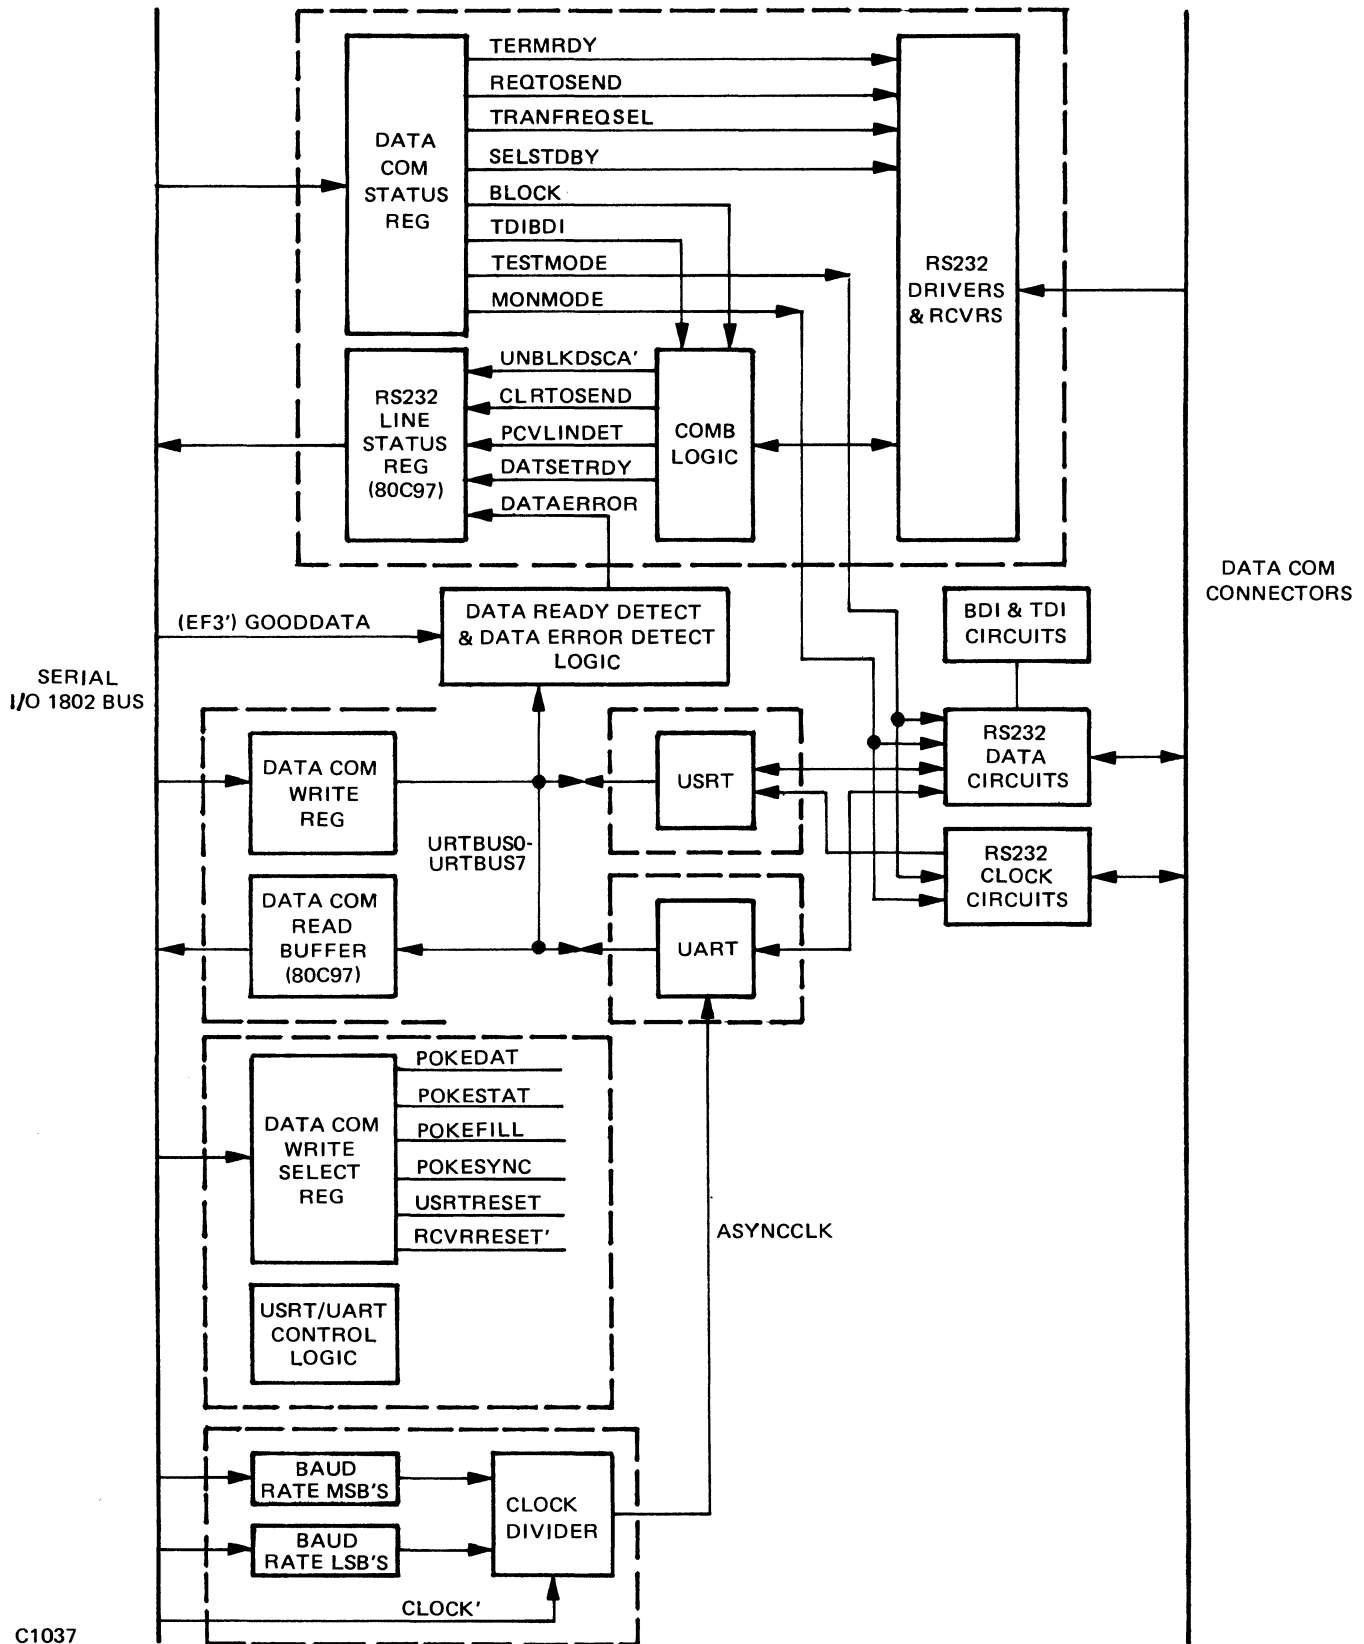 TERMRDY
REQTOSEND
TRANFREQSEL
SELSTDBY
BLOCK
TDIBDI
TESTMODE
MONMODE
DATA
COM
STATUS
REG
RS232
DRIVERS
& RCVRS
UNBLKDSCA'
CLRTOSEND
PCVLINDET
DATSETRDY
DATAERROR
RS232
LINE
STATUS
REG
(80C97)
COMB
LOGIC
DATA COM
CONNECTORS
(EF3') GOODDATA
DATA READY DETECT
& DATA ERROR DETECT
LOGIC
BDI & TDI
CIRCUITS
SERIAL
I/O 1802 BUS
DATA COM
WRITE
REG
USRT
RS232
DATA
CIRCUITS
URTBUS0-
URTBUS7
RS232
CLOCK
CIRCUITS
DATA COM
READ
BUFFER
(80C97)
UART
POKEDAT
POKESTAT
POKEFILL
POKESYNC
USRTRESET
RCVRRESET'
DATA COM
WRITE
SELECT
REG
ASYNCCLK
USRT/UART
CONTROL
LOGIC
BAUD
RATE MSB'S
CLOCK
DIVIDER
BAUD
RATE LSB'S
CLOCK'
C1037